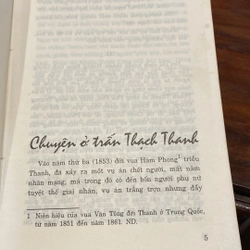 Chuyện ở trấn Thạch Thanh
Vào năm thứ ba (1853) đời vua Hàm Phong¹ triều
Thanh, đã xảy ra một vụ án chết người, mất năm
nhân mạng, mà trong đó có đến bốn người phụ nữ
tuyệt thế giai nhân, vụ án trắng trợn nhưng đầy
1 Niên hiệu của vua Văn Tông đời Thanh ở Trung Quốc,
từ năm 1851 đến năm 1861. ND.
5